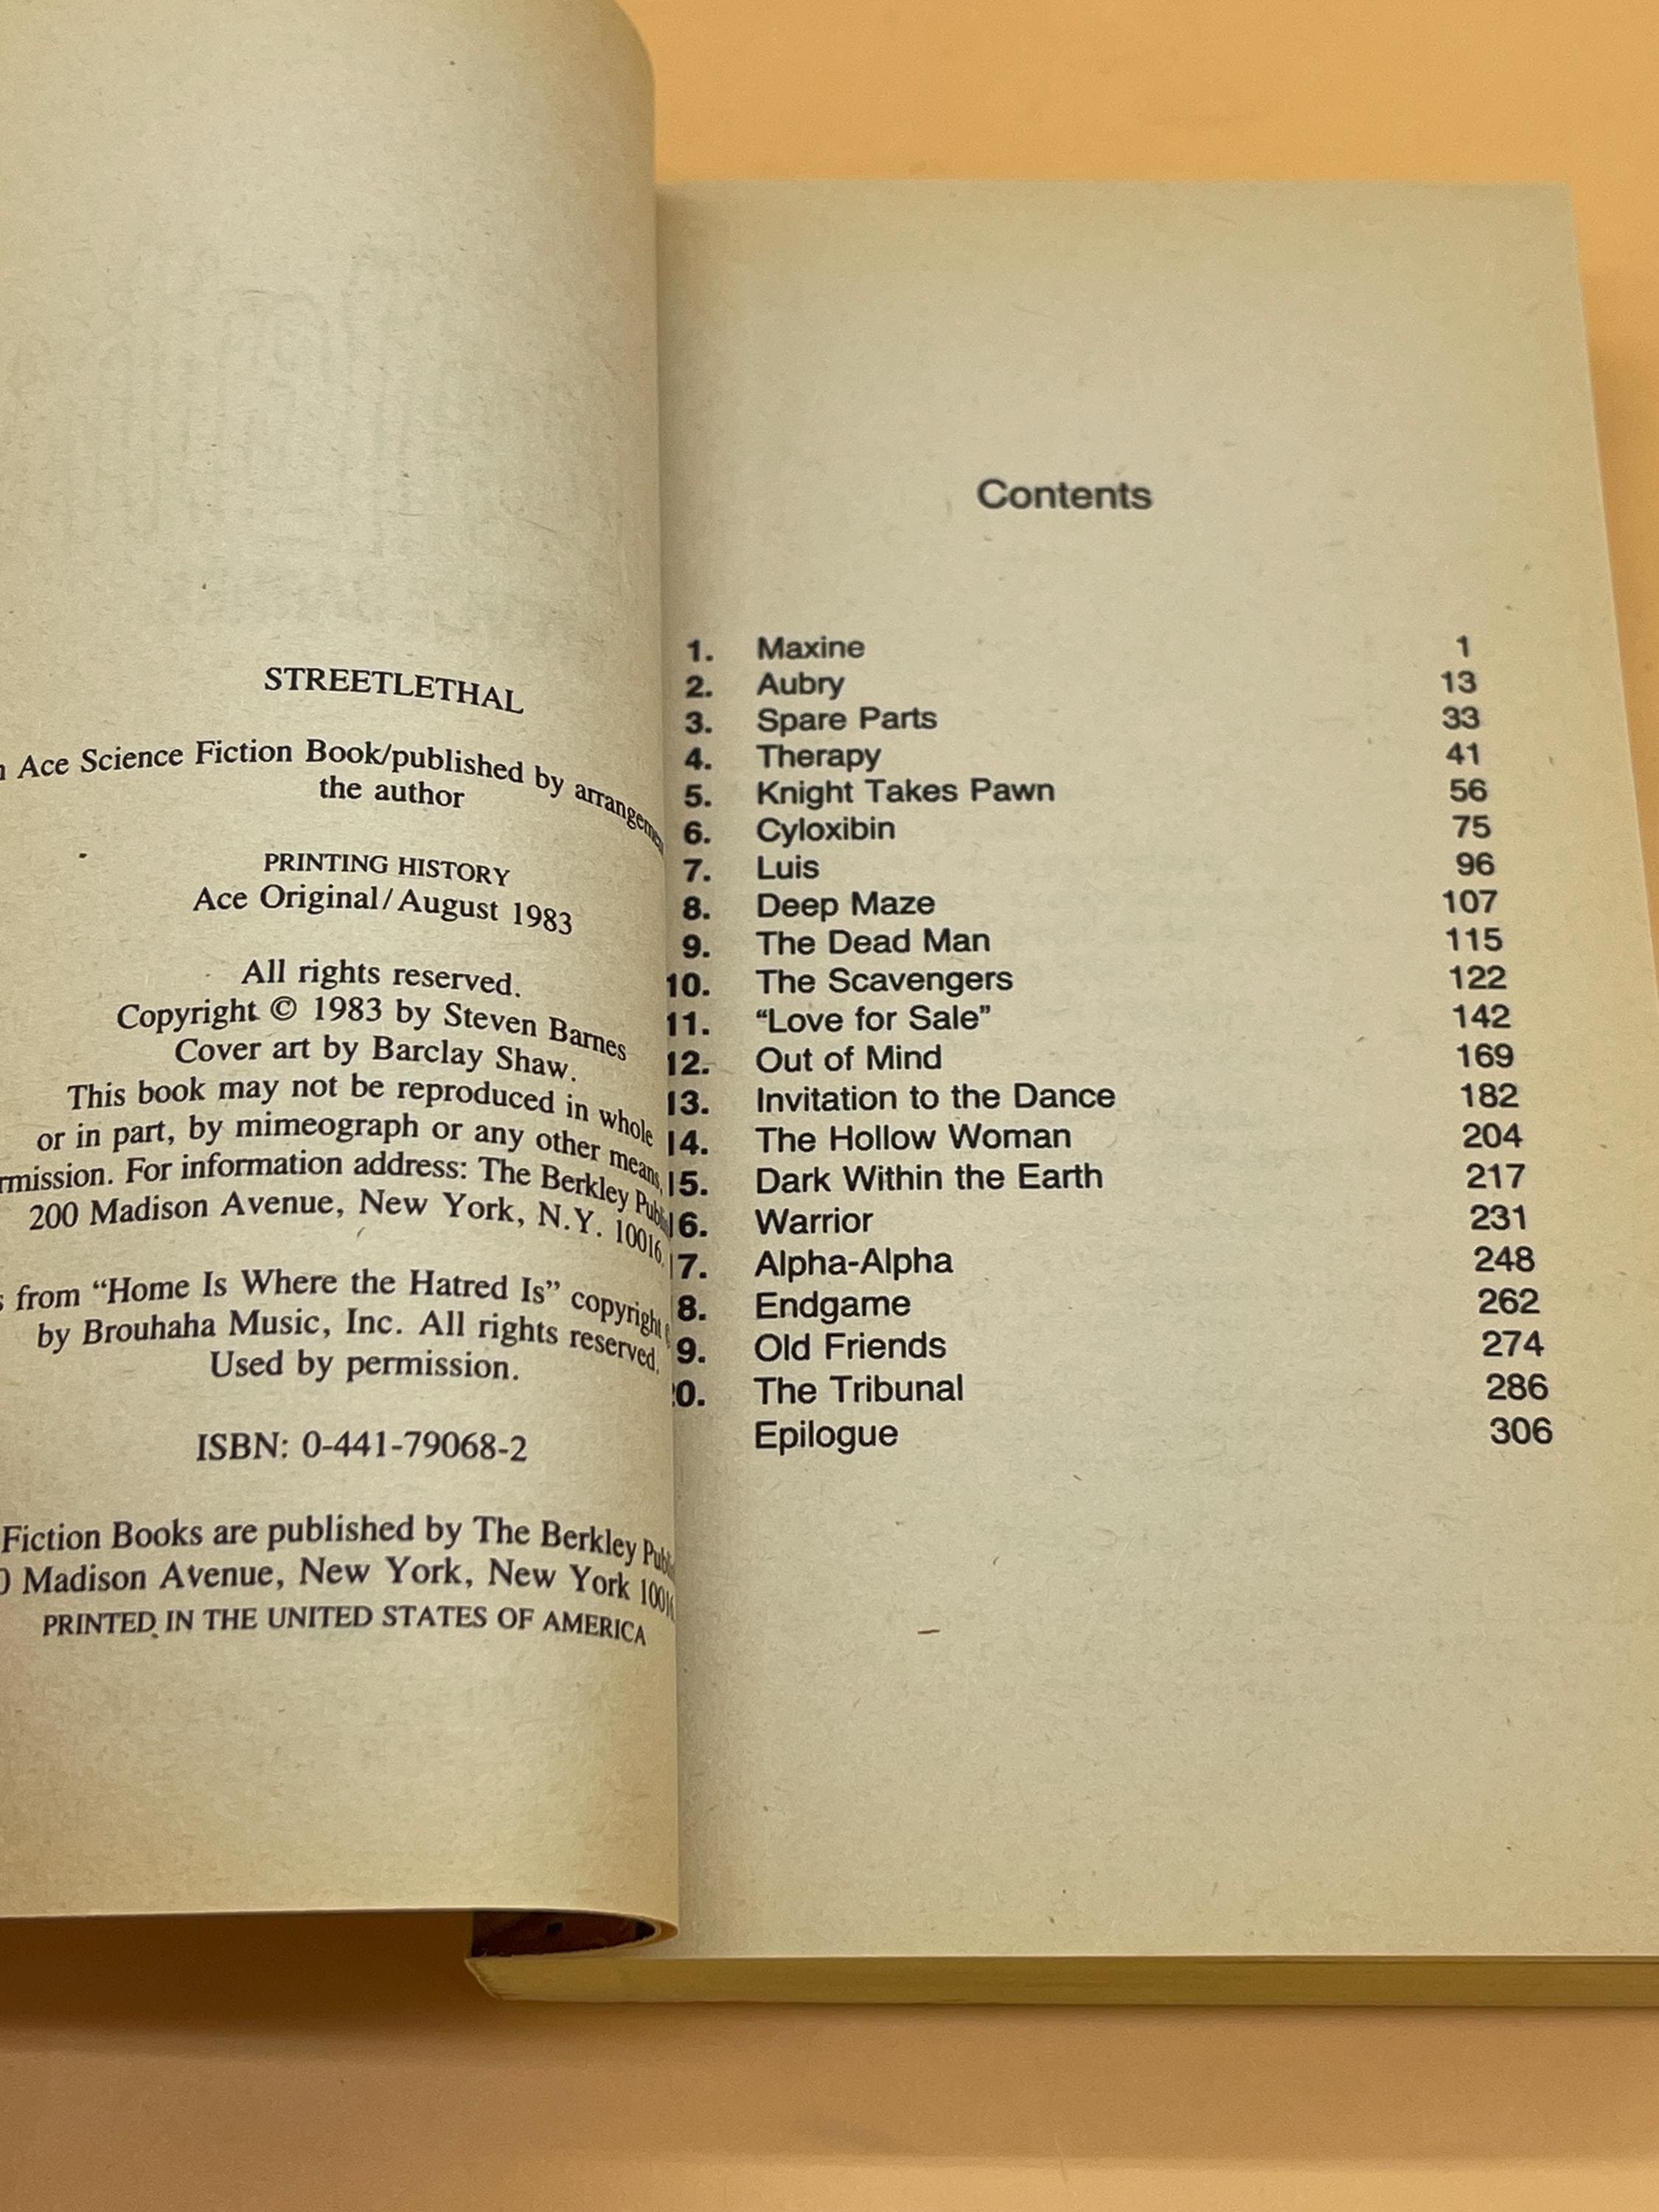 STREETLETHAL
Ace Science Fiction Book/published by arrangement
the author
PRINTING HISTORY
Ace Original/August 1983
All rights reserved.
Copyright © 1983 by Steven Barnes
Cover art by Barclay Shaw.
This book may not be reproduced in whole
or in part, by mimeograph or any other means,
rmission. For information address: The Berkley Publ
200 Madison Avenue, New York, N.Y. 10016.
from “Home Is Where the Hatred Is” copyright
by Brouhaha Music, Inc. All rights reserved.
Used by permission.
ISBN: 0-441-79068-2
Fiction Books are published by The Berkley Publ
0 Madison Avenue, New York, New York 10016
PRINTED IN THE UNITED STATES OF AMERICA
Contents
1. Maxine 1
2. Aubry 13
3. Spare Parts 33
4. Therapy 41
5. Knight Takes Pawn 56
6. Cyloxibin 75
7. Luis 96
8. Deep Maze 107
9. The Dead Man 115
10. The Scavengers 122
11. “Love for Sale” 142
12. Out of Mind 169
13. Invitation to the Dance 182
14. The Hollow Woman 204
15. Dark Within the Earth 217
16. Warrior 231
17. Alpha-Alpha 248
8. Endgame 262
9. Old Friends 274
0. The Tribunal 286
Epilogue 306